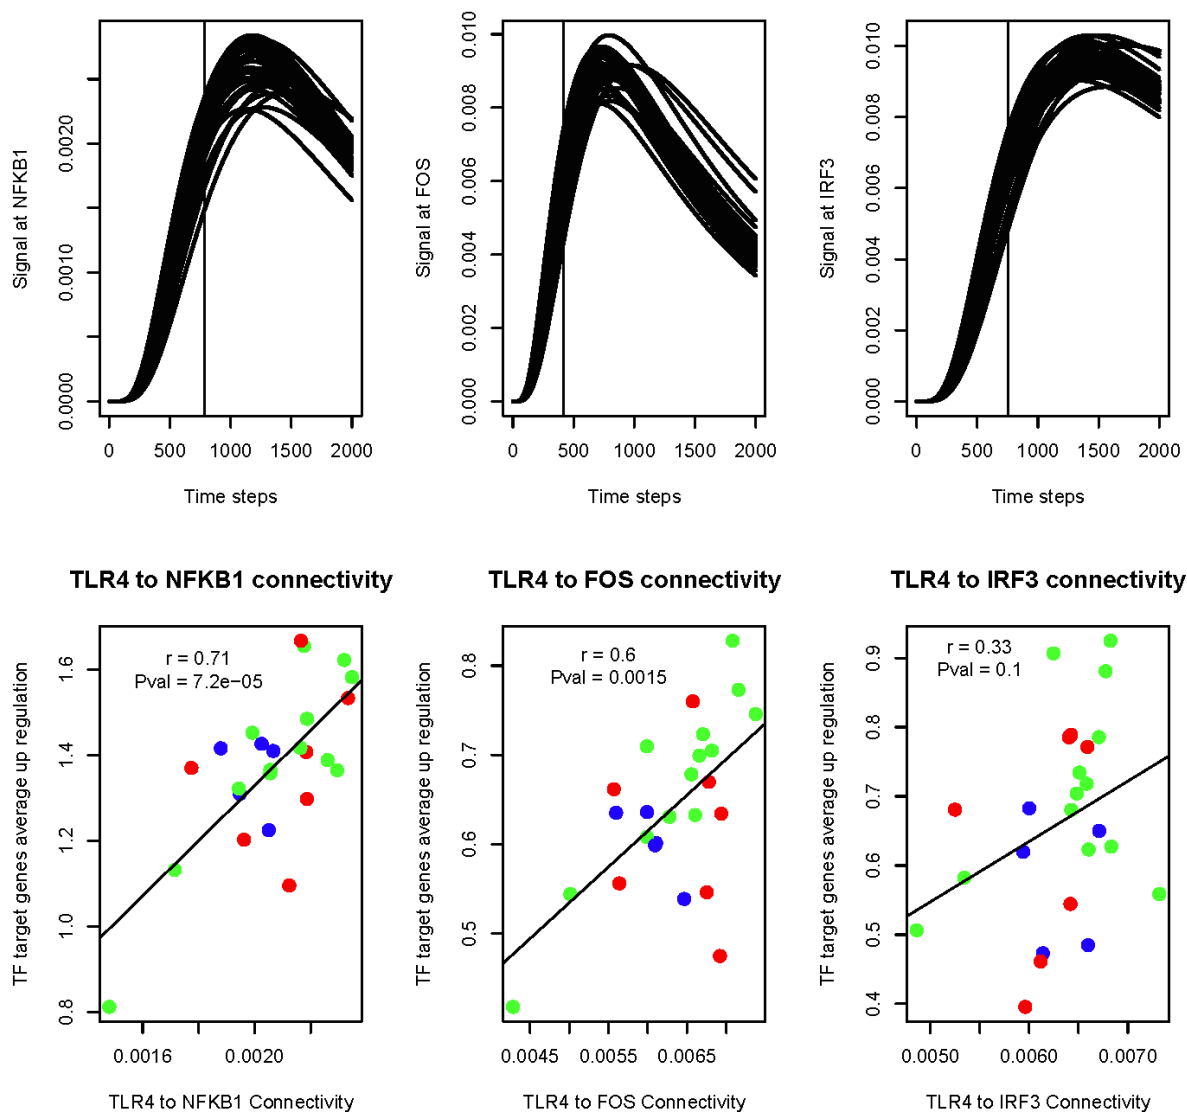 Signal at NFKB1
0.0000
0.0010
0.0020
0
500
1000
1500
2000
Time steps
Signal at FOS
0.000
0.002
0.004
0.006
0.008
0.010
0
500
1000
1500
2000
Time steps
Signal at IRF3
0.000
0.002
0.004
0.006
0.008
0.010
0
500
1000
1500
2000
Time steps
TLR4 to NFKB1 connectivity
r = 0.71
Pval = 7.2e−05
TF target genes average up regulation
0.8
1.0
1.2
1.4
1.6
0.0016
0.0020
TLR4 to NFKB1 Connectivity
TLR4 to FOS connectivity
r = 0.6
Pval = 0.0015
TF target genes average up regulation
0.5
0.6
0.7
0.8
0.0045
0.0055
0.0065
TLR4 to FOS Connectivity
TLR4 to IRF3 connectivity
r = 0.33
Pval = 0.1
TF target genes average up regulation
0.4
0.5
0.6
0.7
0.8
0.9
0.0050
0.0060
0.0070
TLR4 to IRF3 Connectivity